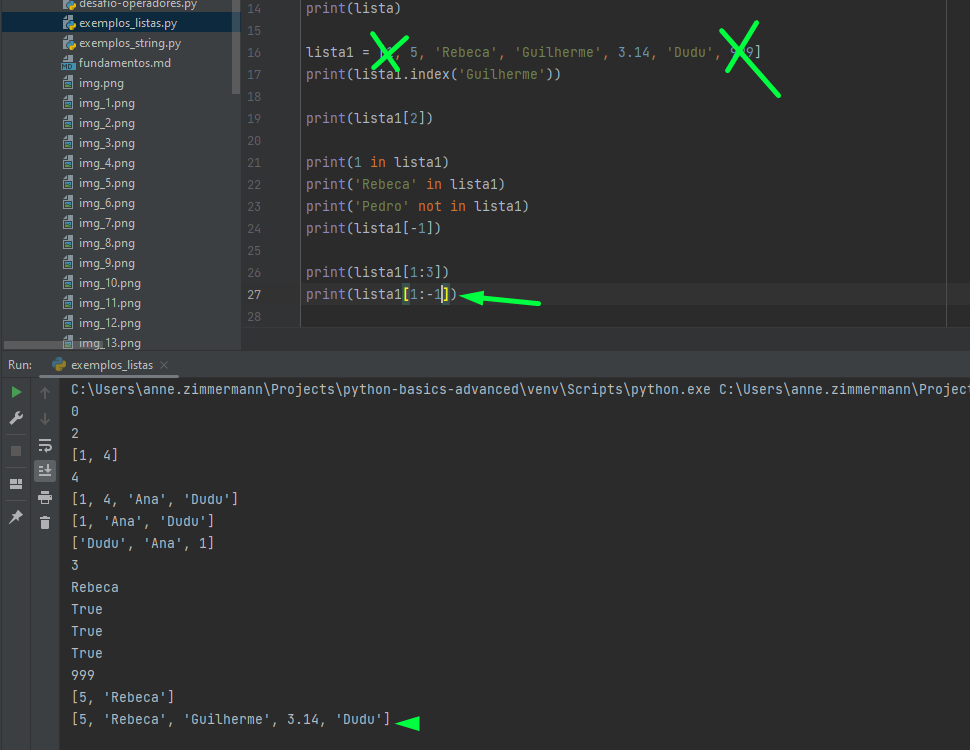 desafio-operadores.py
exemplos_listas.py
exemplos_string.py
fundamentos.md
img.png
img_1.png
img_2.png
img_3.png
img_4.png
img_5.png
img_6.png
img_7.png
img_8.png
img_9.png
img_10.png
img_11.png
img_12.png
img_13.png
14 print(lista)
15
16 lista1 = [1, 5, 'Rebeca', 'Guilherme', 3.14, 'Dudu', 999]
17 print(lista1.index('Guilherme'))
18
19 print(lista1[2])
20
21 print(1 in lista1)
22 print('Rebeca' in lista1)
23 print('Pedro' not in lista1)
24 print(lista1[-1])
25
26 print(lista1[1:3])
27 print(lista1[1:-1])
28
Run: exemplos_listas
C:\Users\anne.zimmermann\Projects\python-basics-advanced\venv\Scripts\python.exe C:\Users\anne.zimmermann\Project
0
2
[1, 4]
4
[1, 4, 'Ana', 'Dudu']
[1, 'Ana', 'Dudu']
['Dudu', 'Ana', 1]
3
Rebeca
True
True
True
999
[5, 'Rebeca']
[5, 'Rebeca', 'Guilherme', 3.14, 'Dudu']